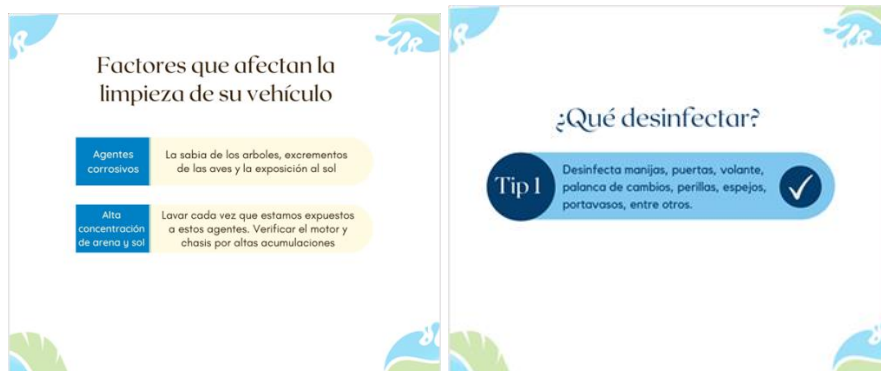 Factores que afectan la
limpieza de su vehículo
Agentes
corrosivos
La sabia de los arboles, excrementos
de las aves y la exposición al sol
Alta
concentración
de arena y sol
Lavar cada vez que estamos expuestos
a estos agentes. Verificar el motor y
chasis por altas acumulaciones
¿Qué desinfectar?
Tip 1
Desinfecta manijas, puertas, volante,
palanca de cambios, perillas, espejos,
portavasos, entre otros.